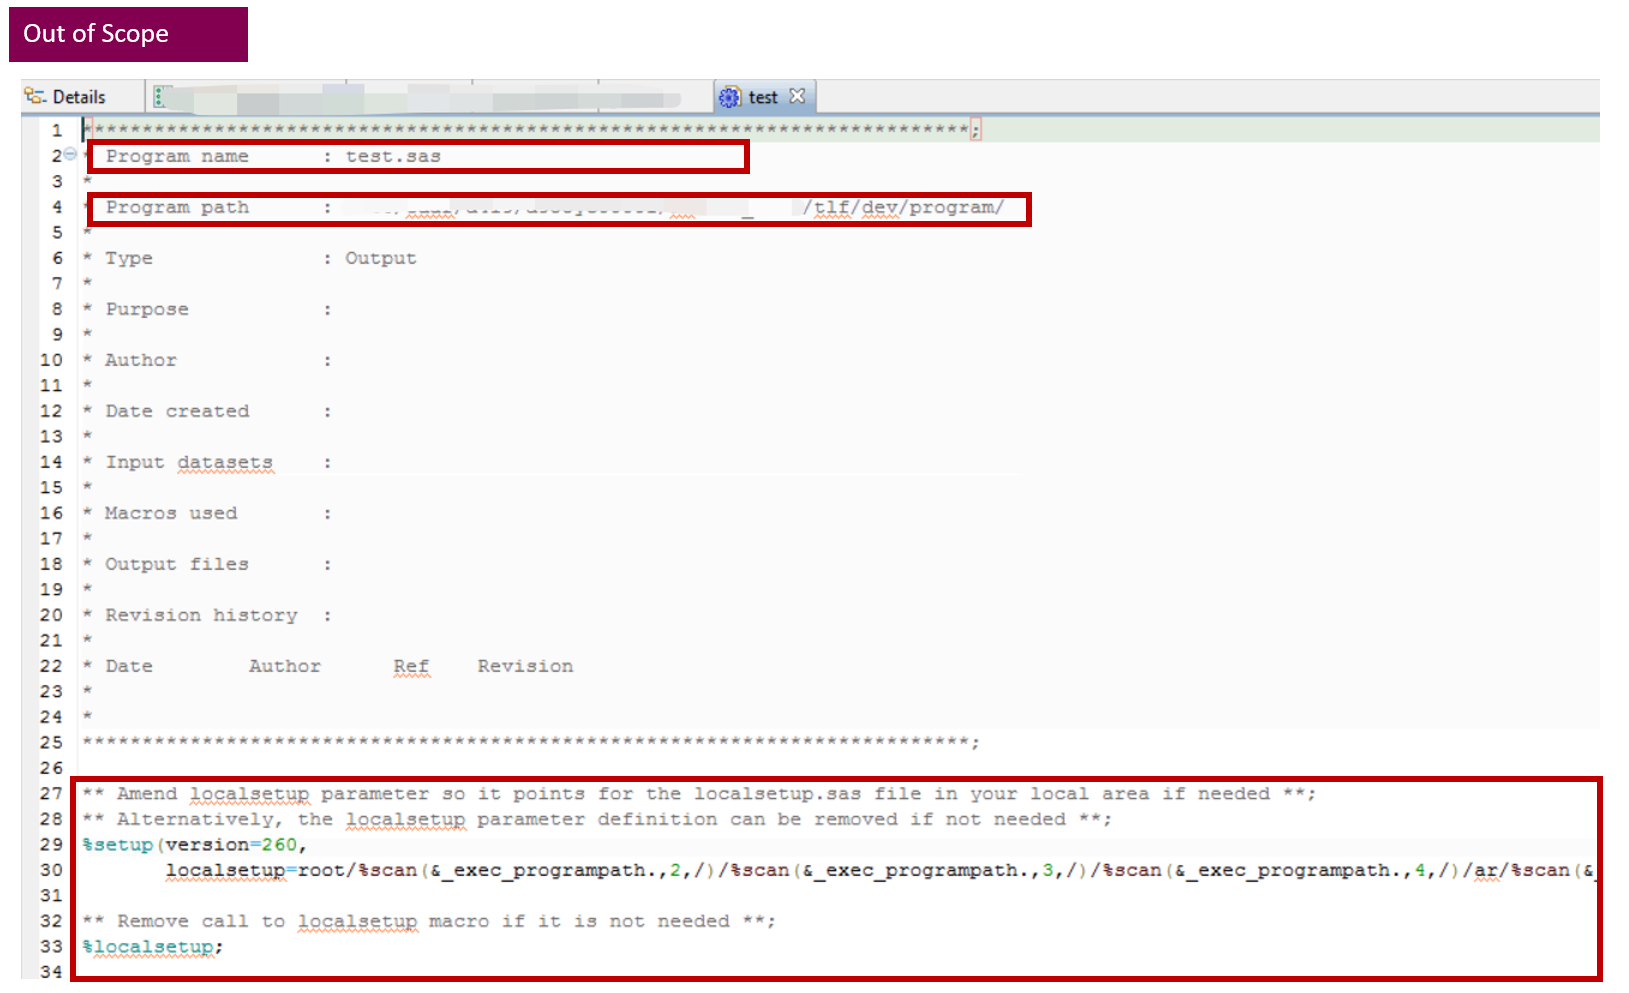 Out of Scope
Details
test
1 **************************************************************************;
2 * Program name : test.sas
3 *
4 * Program path : /tlf/dev/program/
5 *
6 * Type : Output
7 *
8 * Purpose :
9 *
10 * Author :
11 *
12 * Date created :
13 *
14 * Input datasets :
15 *
16 * Macros used :
17 *
18 * Output files :
19 *
20 * Revision history :
21 *
22 * Date Author Ref Revision
23 *
24 *
25 **************************************************************************;
26
27 ** Amend localsetup parameter so it points for the localsetup.sas file in your local area if needed **;
28 ** Alternatively, the localsetup parameter definition can be removed if not needed **;
29 %setup(version=260,
30 localsetup=root/%scan(&_exec_programpath.,2,/)/%scan(&_exec_programpath.,3,/)/%scan(&_exec_programpath.,4,/)/ar/%scan(&_
31
32 ** Remove call to localsetup macro if it is not needed **;
33 %localsetup;
34